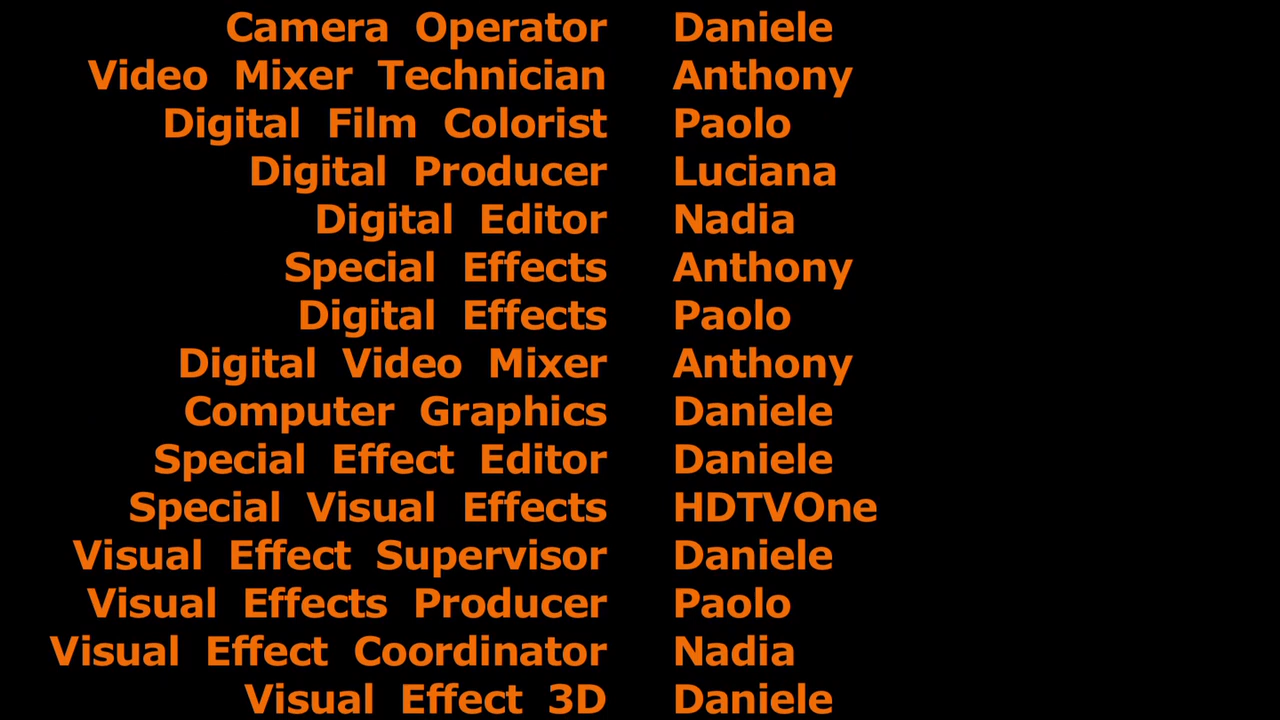 Camera Operator Daniele
Video Mixer Technician Anthony
Digital Film Colorist Paolo
Digital Producer Luciana
Digital Editor Nadia
Special Effects Anthony
Digital Effects Paolo
Digital Video Mixer Anthony
Computer Graphics Daniele
Special Effect Editor Daniele
Special Visual Effects HDTVOne
Visual Effect Supervisor Daniele
Visual Effects Producer Paolo
Visual Effect Coordinator Nadia
Visual Effect 3D Daniele